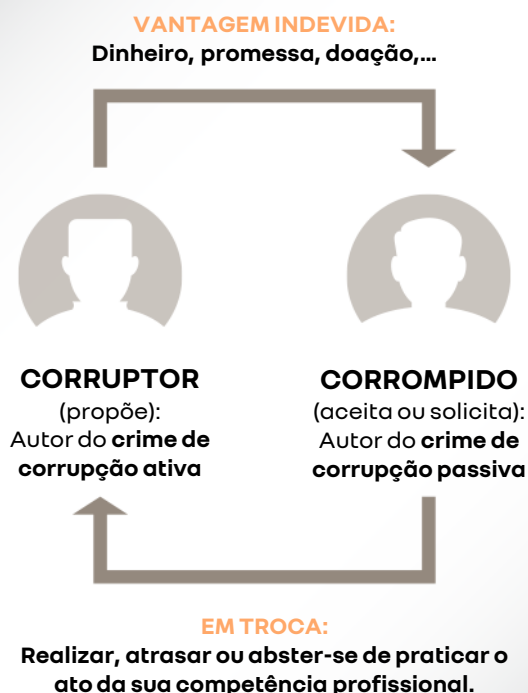 VANTAGEM INDEVIDA:
Dinheiro, promessa, doação,...
CORRUPTOR
(propõe):
Autor do crime de
corrupção ativa
CORROMPIDO
(aceita ou solicita):
Autor do crime de
corrupção passiva
EM TROCA:
Realizar, atrasar ou abster-se de praticar o
ato da sua competência profissional.